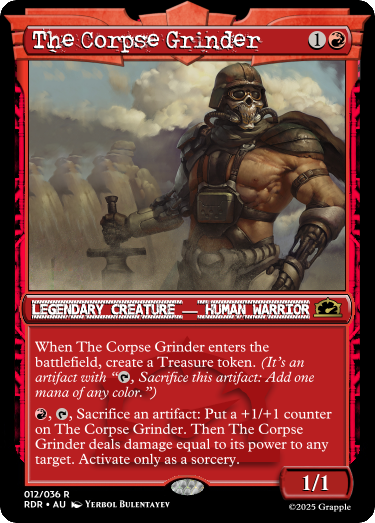 The Corpse Grinder 1
Legendary Creature — Human Warrior
When The Corpse Grinder enters the
battlefield, create a Treasure token. (It's an
artifact with “, Sacrifice this artifact: Add one
mana of any color.”)
, , Sacrifice an artifact: Put a +1/+1 counter
on The Corpse Grinder. Then The Corpse
Grinder deals damage equal to its power to any
target. Activate only as a sorcery.
1/1
012/036 R
RDR • AU Yerbol Bulentayev
©2025 Grapple